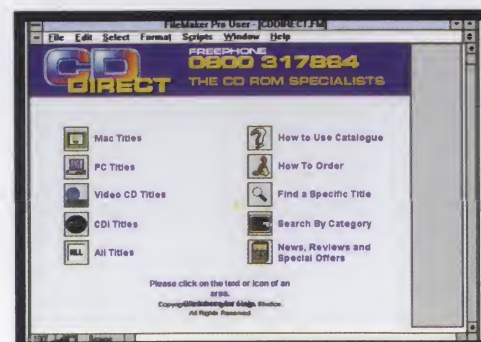 FileMaker Pro User - [CDDIRECT.FM]
File Edit Select Format Scripts Window Help
CD DIRECT
FREEPHONE
0800 317864
THE CD ROM SPECIALISTS
Mac Titles
PC Titles
Video CD Titles
CDi Titles
ALL
All Titles
How to Use Catalogue
How To Order
Find a Specific Title
Search By Category
News, Reviews and
Special Offers
Please click on the text or icon of an
area.
Copyright
All Rights Reserved
100